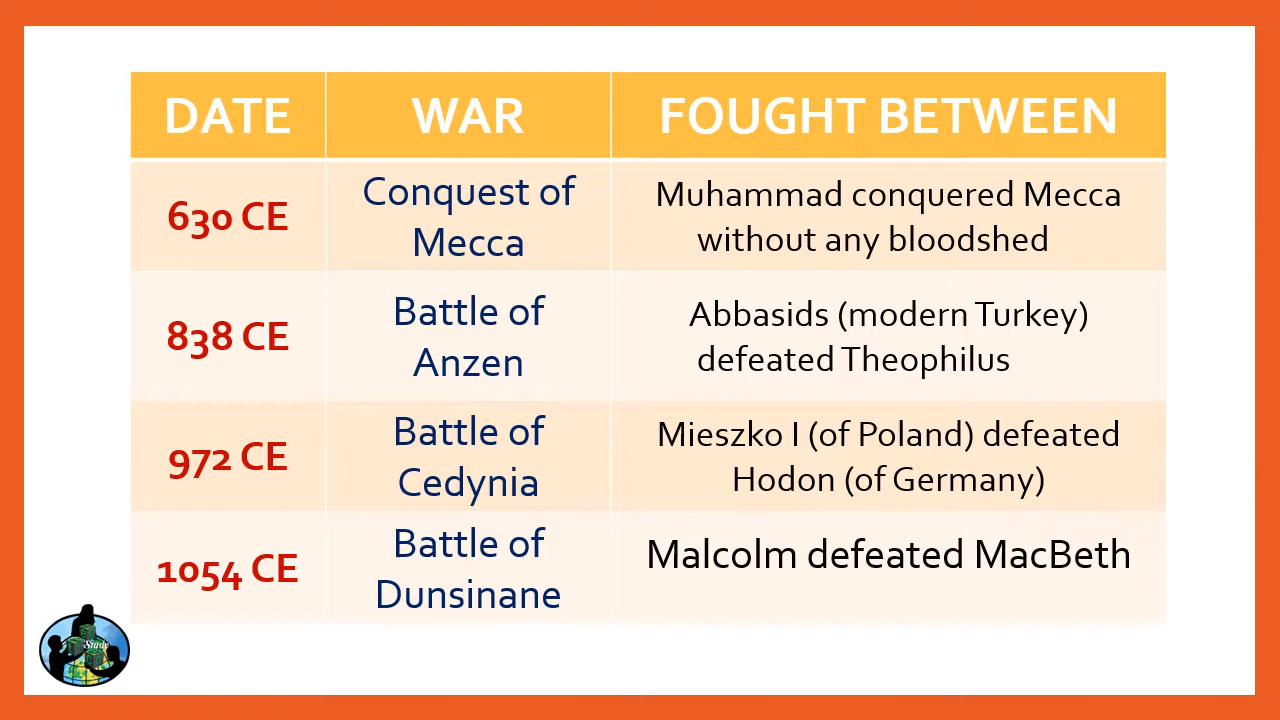 DATE WAR FOUGHT BETWEEN
630 CE
Conquest of
Mecca
Muhammad conquered Mecca
without any bloodshed
838 CE
Battle of
Anzen
Abbasids (modern Turkey)
defeated Theophilus
972 CE
Battle of
Cedynia
Mieszko I (of Poland) defeated
Hodon (of Germany)
1054 CE
Battle of
Dunsinane
Malcolm defeated MacBeth
Study